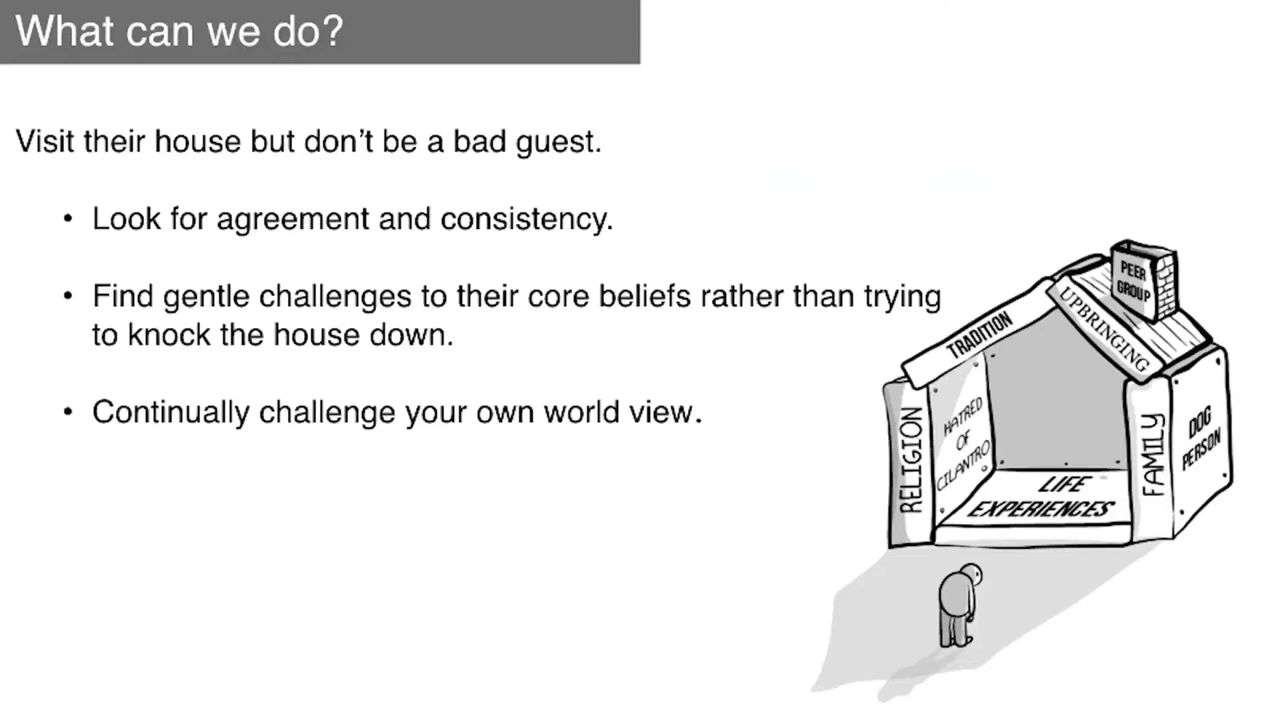 What can we do?
Visit their house but don't be a bad guest.
• Look for agreement and consistency.
• Find gentle challenges to their core beliefs rather than trying
to knock the house down.
• Continually challenge your own world view.
PEER
GROUP
TRADITION
UPBRINGING
RELIGION
HATRED
OF
CILANTRO
FAMILY
DOG
PERSON
LIFE
EXPERIENCES